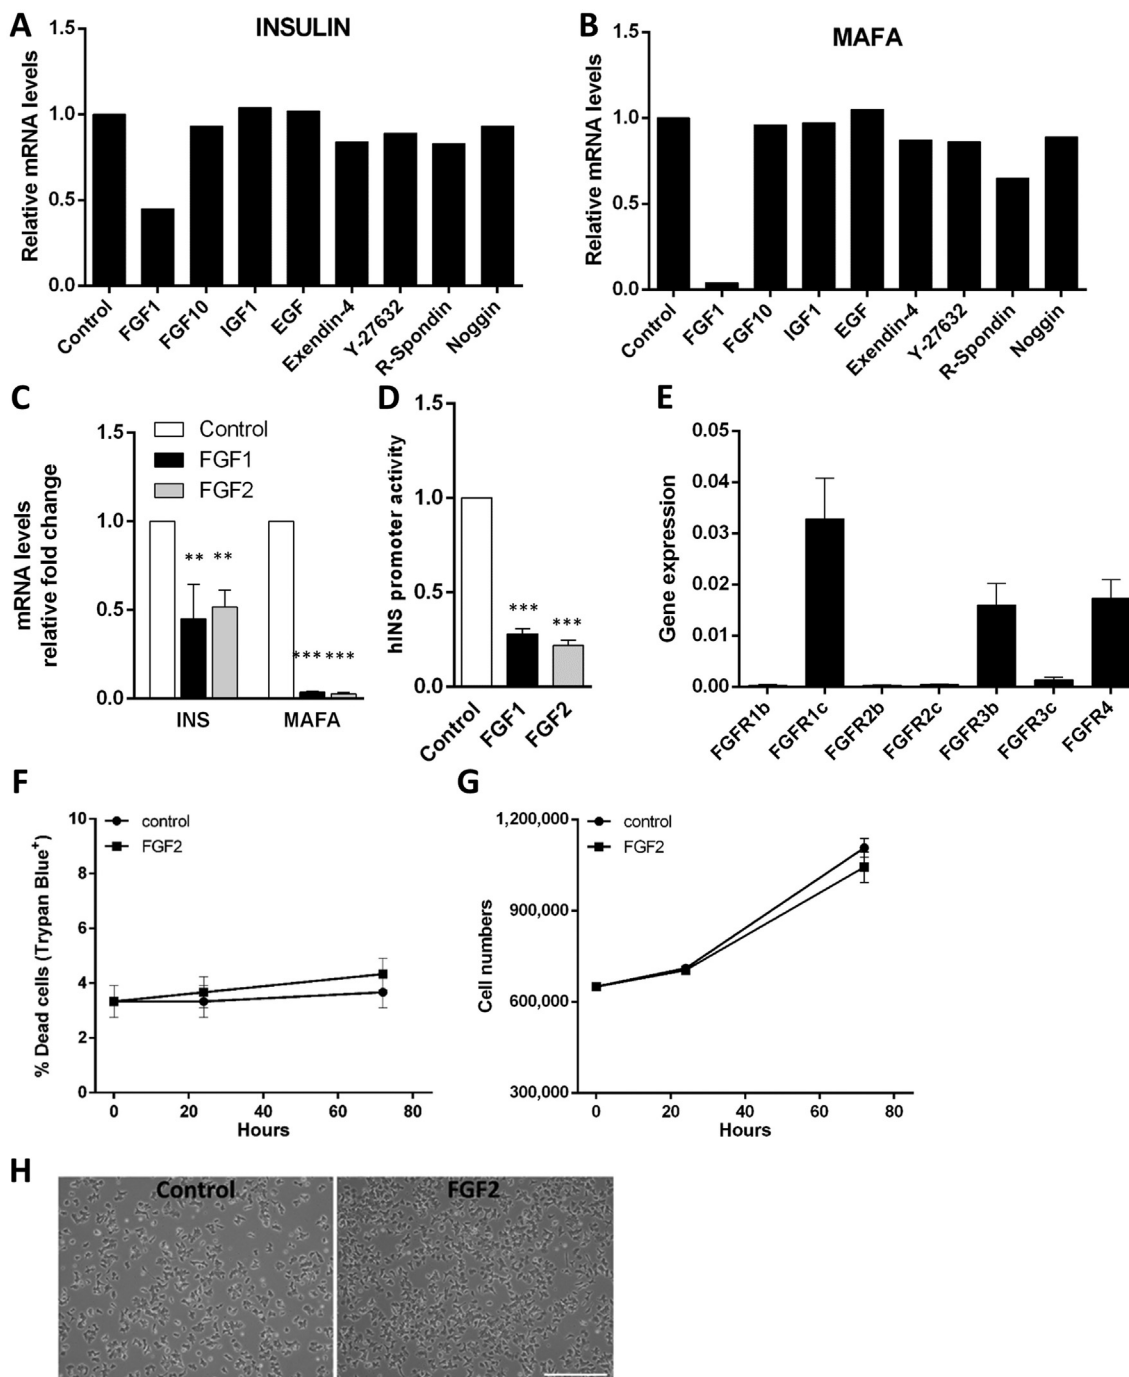 A
INSULIN
Relative mRNA levels
1.5
1.0
0.5
0.0
Control
FGF1
FGF10
IGF1
EGF
Exendin-4
Y-27632
R-Spondin
Noggin
B
MAFA
Relative mRNA levels
1.5
1.0
0.5
0.0
Control
FGF1
FGF10
IGF1
EGF
Exendin-4
Y-27632
R-Spondin
Noggin
C
Control
FGF1
FGF2
mRNA levels
relative fold change
1.5
1.0
0.5
0.0
** **
*** ***
INS MAFA
D
hINS promoter activity
1.5
1.0
0.5
0.0
***
***
Control
FGF1
FGF2
E
Gene expression
0.05
0.04
0.03
0.02
0.01
0.00
FGFR1b
FGFR1c
FGFR2b
FGFR2c
FGFR3b
FGFR3c
FGFR4
F
% Dead cells (Trypan Blue+)
10
8
6
4
2
0
control
FGF2
0 20 40 60 80
Hours
G
Cell numbers
1,200,000
900,000
600,000
300,000
control
FGF2
0 20 40 60 80
Hours
H
Control
FGF2